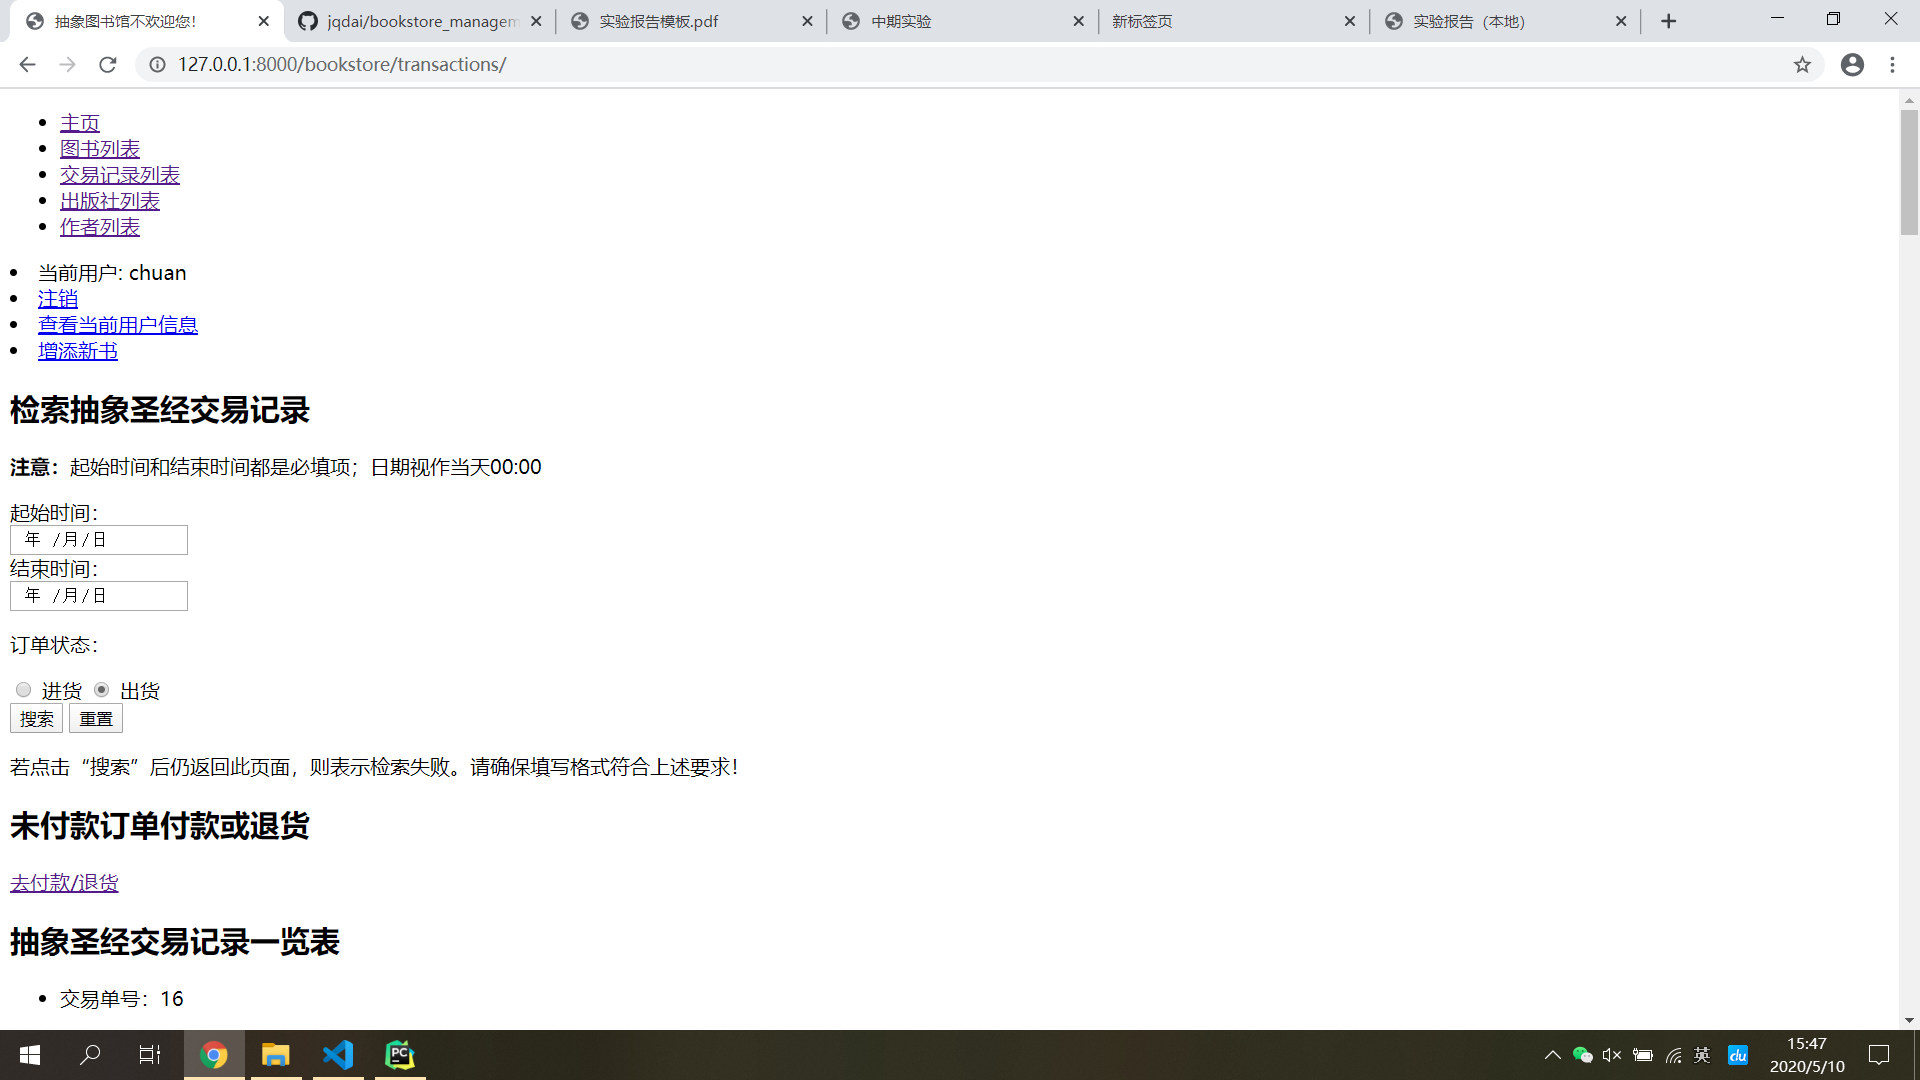 抽象图书馆不欢迎您!
jqdai/bookstore_managem
实验报告模板.pdf
中期实验
新标签页
实验报告（本地）
127.0.0.1:8000/bookstore/transactions/
主页
图书列表
交易记录列表
出版社列表
作者列表
当前用户: chuan
注销
查看当前用户信息
增添新书
检索抽象圣经交易记录
注意：起始时间和结束时间都是必填项；日期视作当天00:00
起始时间：
年 /月/日
结束时间：
年 /月/日
订单状态：
进货 出货
搜索 重置
若点击“搜索”后仍返回此页面，则表示检索失败。请确保填写格式符合上述要求！
未付款订单付款或退货
去付款/退货
抽象圣经交易记录一览表
交易单号：16
PC
英
du
15:47
2020/5/10